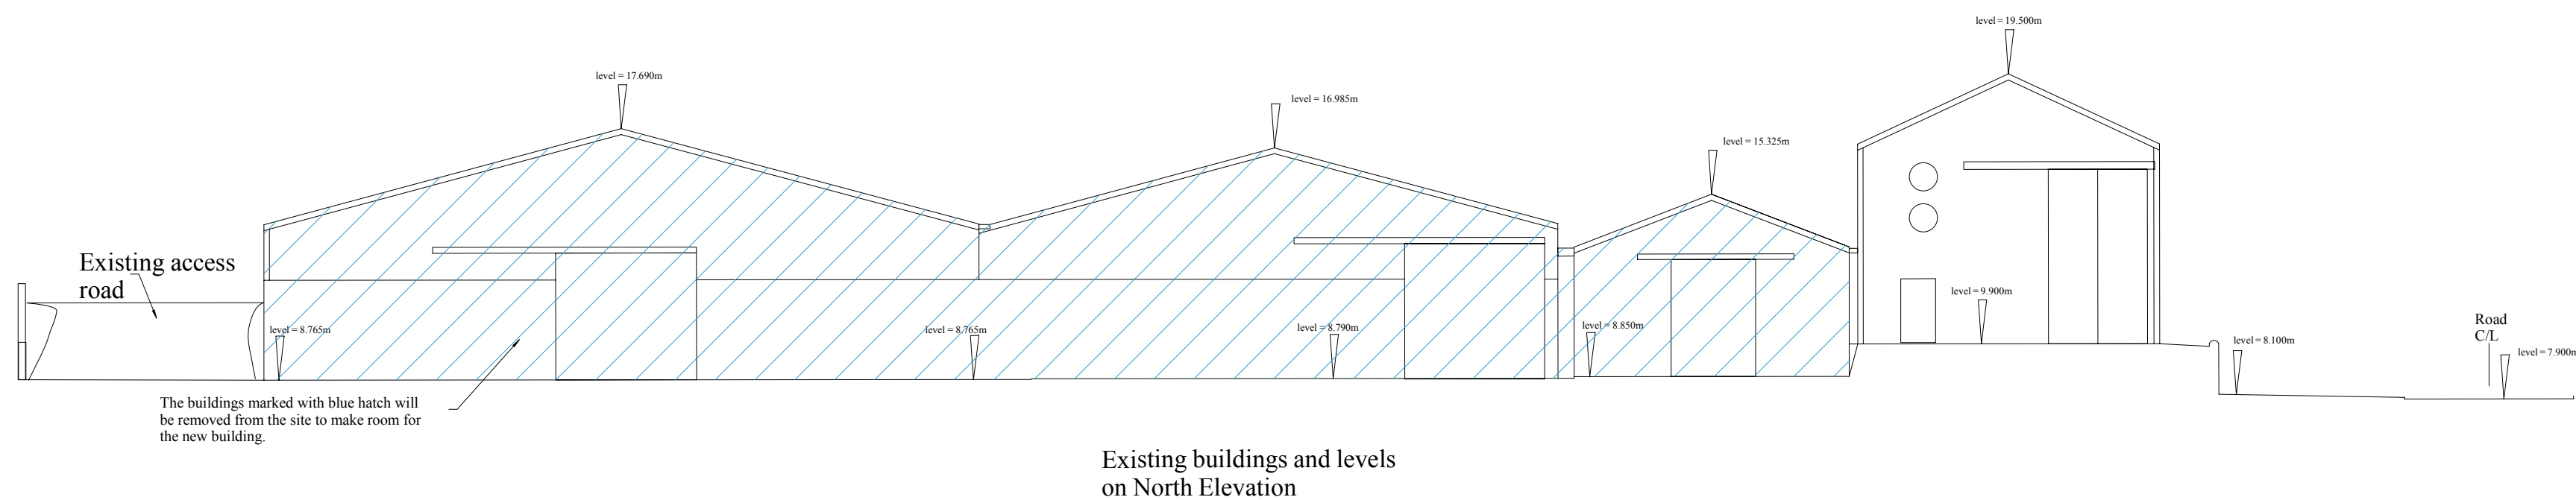 level = 19.500m
level = 17.690m
level = 16.985m
level = 15.325m
Existing access
road
level = 9.900m
level = 8.765m
level = 8.765m
level = 8.790m
level = 8.850m
Road
C/L
level = 8.100m
level = 7.900m
The buildings marked with blue hatch will
be removed from the site to make room for
the new building.
Existing buildings and levels
on North Elevation